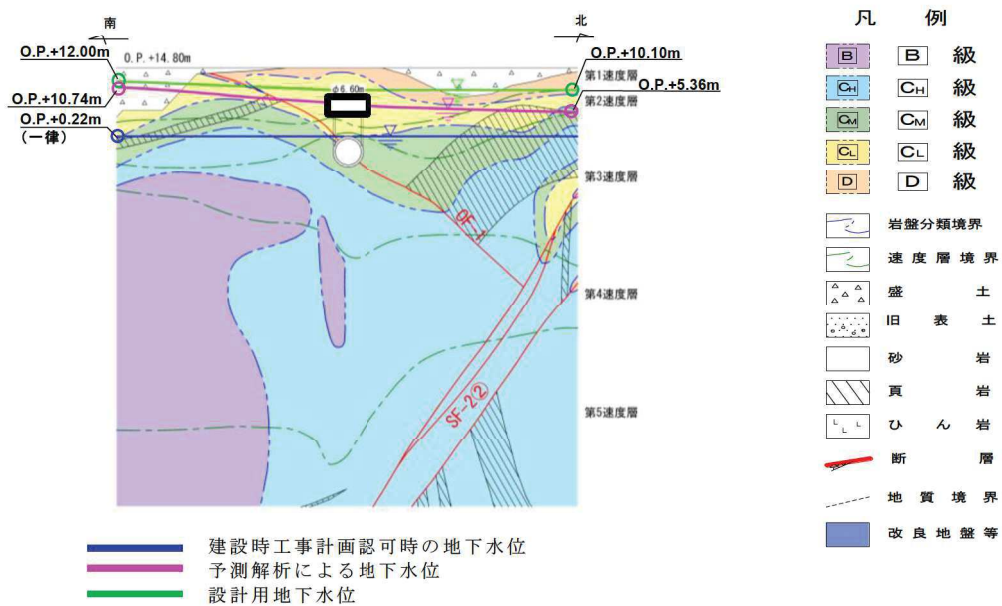 南
北
O.P.+12.00m
O.P.+14.80m
O.P.+10.10m
O.P.+10.74m
O.P.+5.36m
O.P.+0.22m
(一律)
φ6.60m
第1速度層
第2速度層
第3速度層
第4速度層
第5速度層
OF-1
SF-2②
凡 例
B B 級
CH CH 級
CM CM 級
CL CL 級
D D 級
岩盤分類境界
速度層境界
盛土
旧表土
砂岩
頁岩
ひん岩
断層
地質境界
改良地盤等
建設時工事計画認可時の地下水位
予測解析による地下水位
設計用地下水位